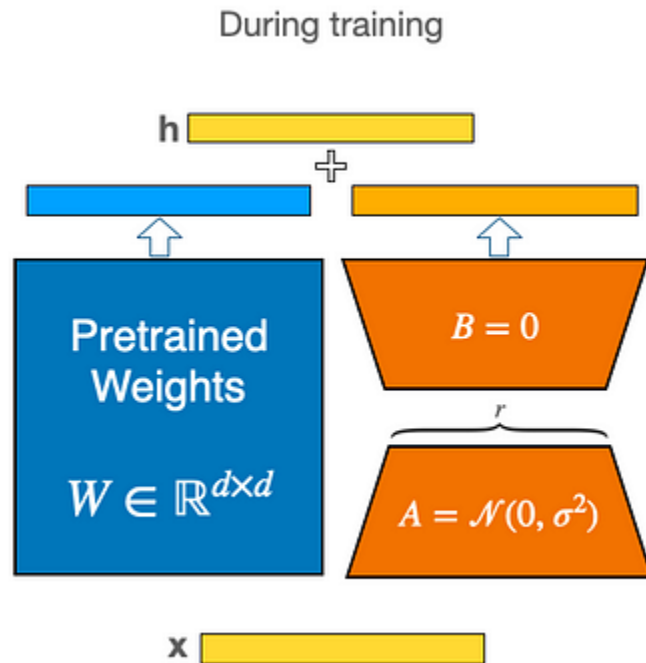 During training
h
+
Pretrained
Weights
W ∈ ℝ^{d×d}
B = 0
r
A = 𝒩(0, σ²)
x